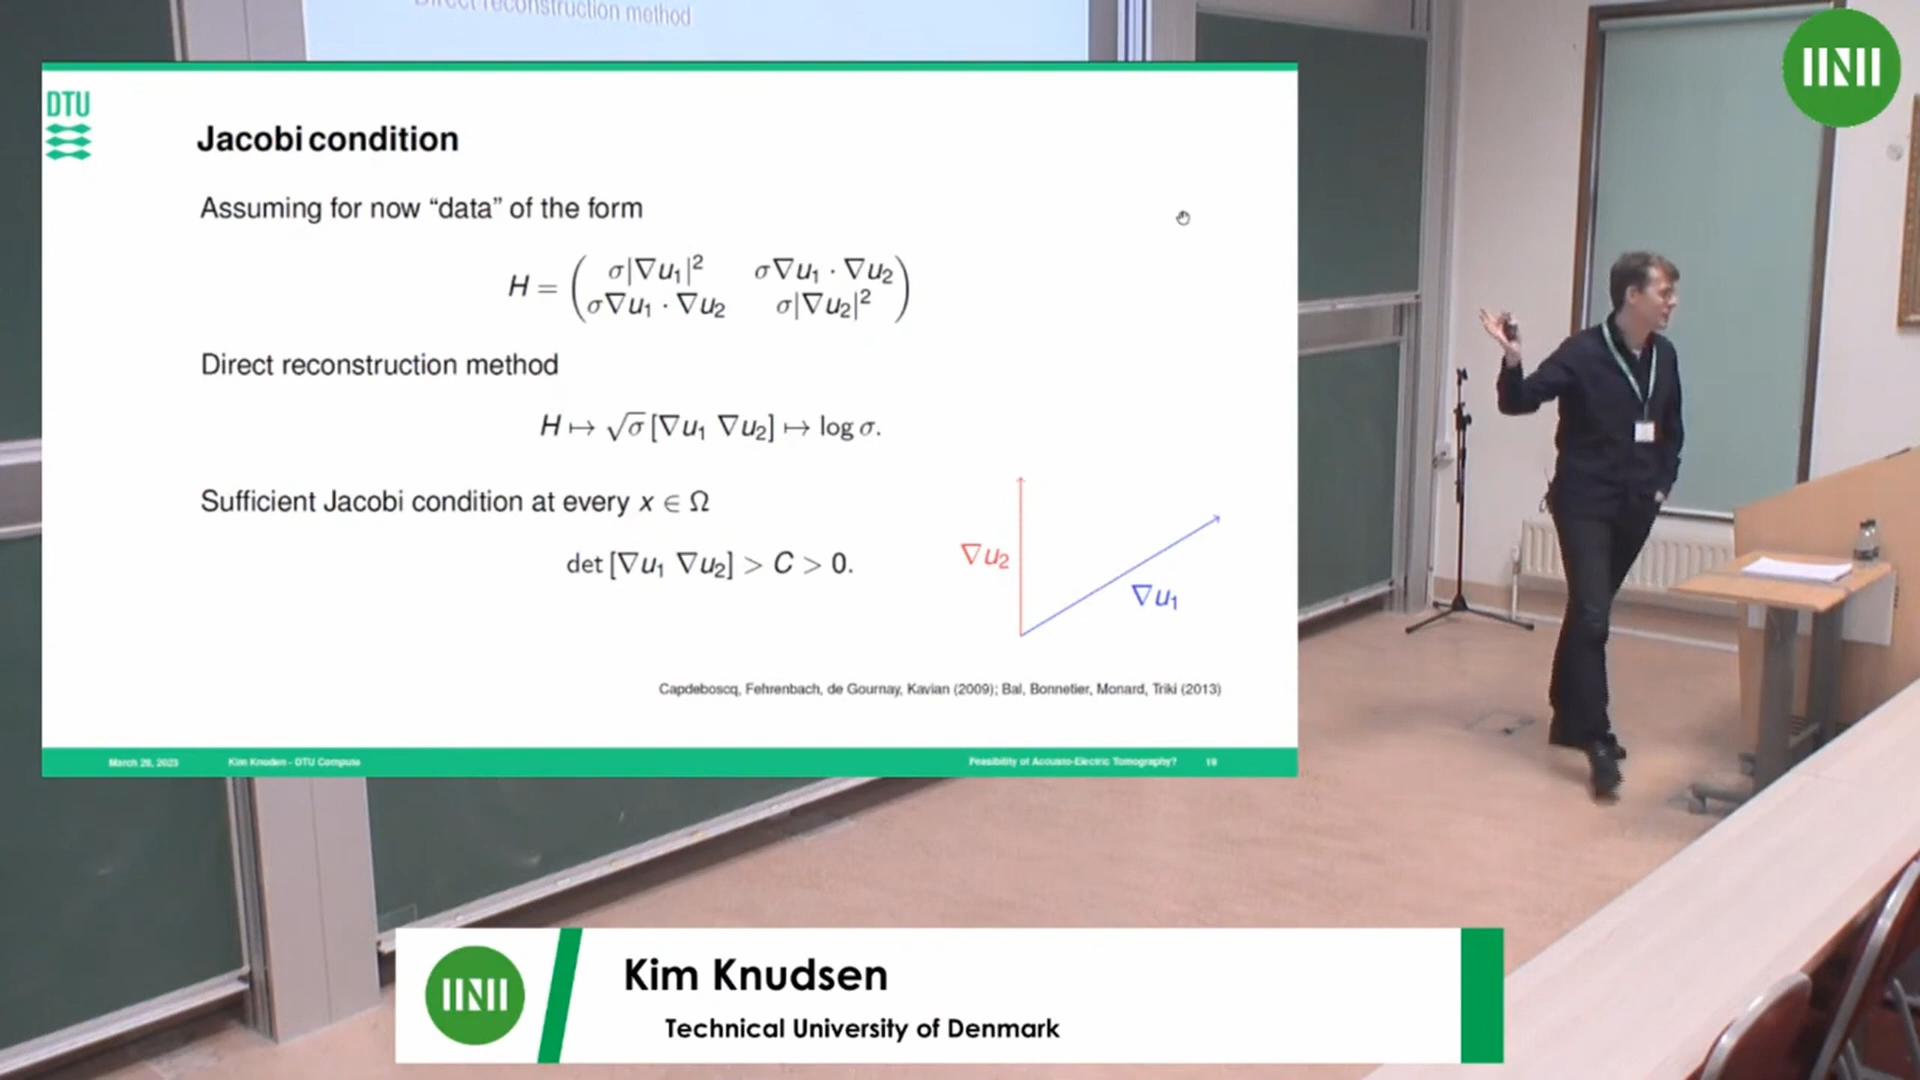 Direct reconstruction method
DTU
Jacobi condition
Assuming for now “data” of the form
H = ( σ|∇u₁|² σ∇u₁ · ∇u₂
σ∇u₁ · ∇u₂ σ|∇u₂|² )
Direct reconstruction method
H ↦ √σ [∇u₁ ∇u₂] ↦ log σ.
Sufficient Jacobi condition at every x ∈ Ω
det [∇u₁ ∇u₂] > C > 0.
∇u₂
∇u₁
Capdeboscq, Fehrenbach, de Gournay, Kavian (2009); Bal, Bonnetier, Monard, Triki (2013)
Kim Knudsen - DTU Compute Feasibility of Acousto-Electric Tomography?
Kim Knudsen
Technical University of Denmark